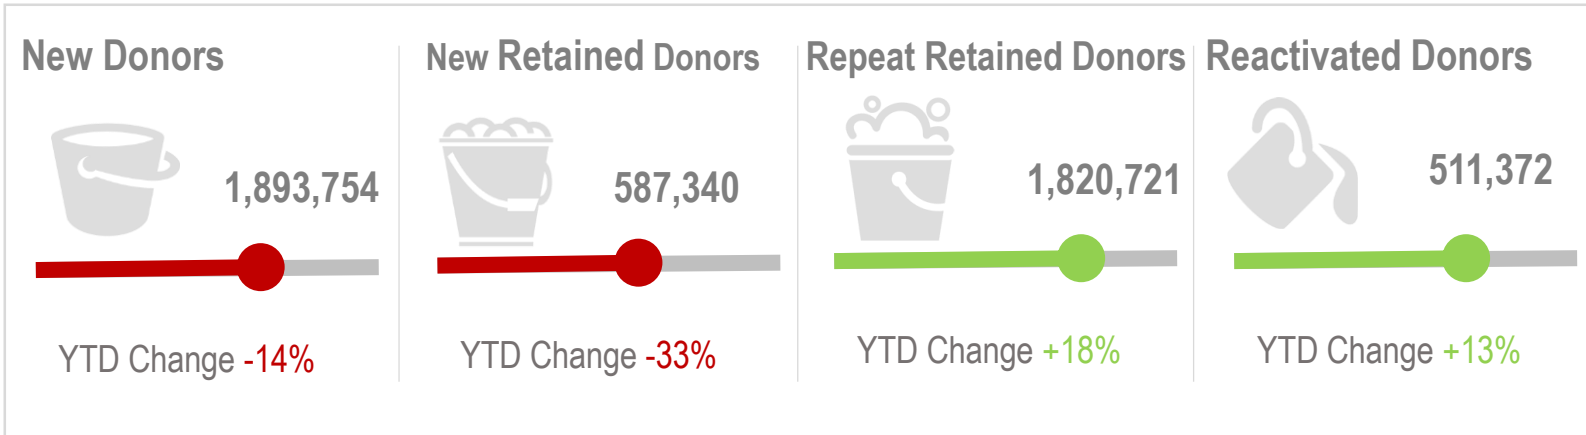 New Donors
1,893,754
YTD Change -14%
New Retained Donors
587,340
YTD Change -33%
Repeat Retained Donors
1,820,721
YTD Change +18%
Reactivated Donors
511,372
YTD Change +13%